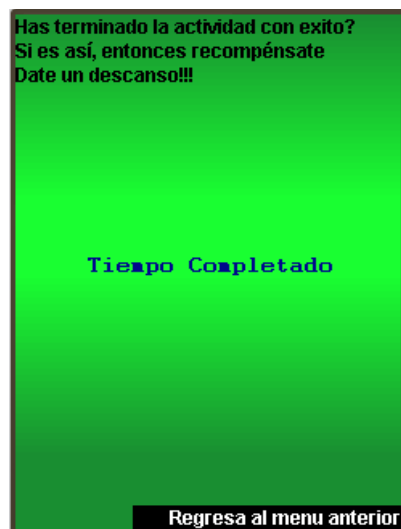 Has terminado la actividad con exito?
Si es así, entonces recompénsate
Date un descanso!!!
Tiempo Completado
Regresa al menu anterior